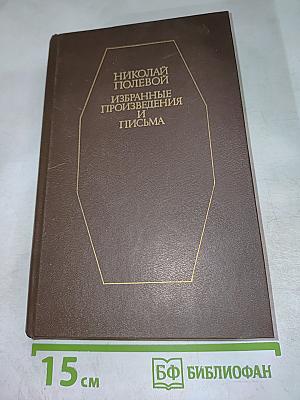 НИКОЛАЙ
ПОЛЕВОЙ
ИЗБРАННЫЕ
ПРОИЗВЕДЕНИЯ
И
ПИСЬМА
15 см
БФ БИБЛИОФАН